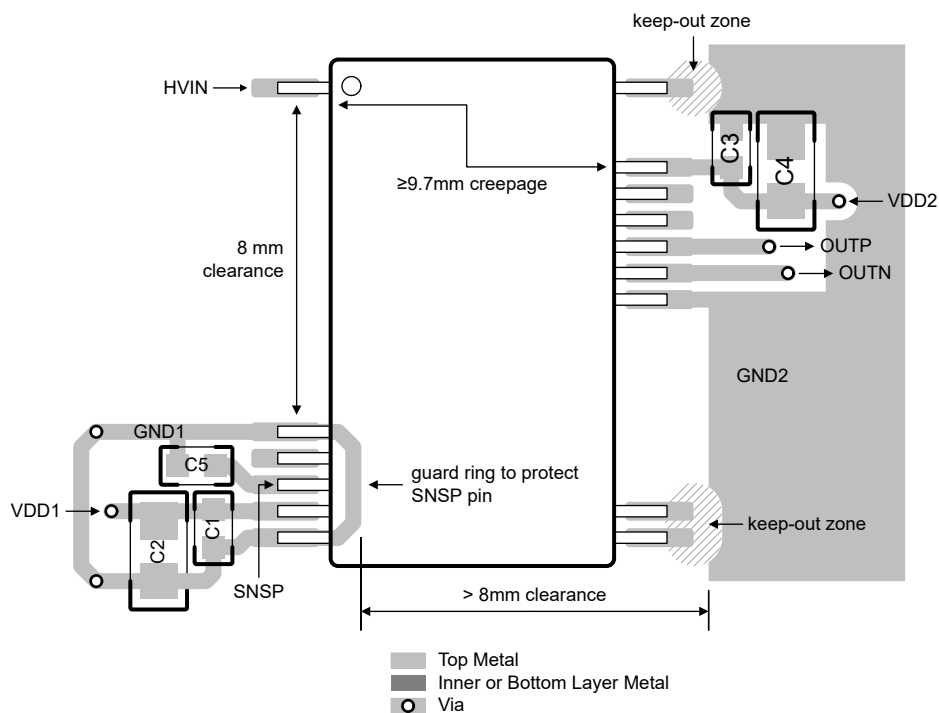 keep-out zone
HVIN
C3
C4
≥9.7mm creepage
VDD2
8 mm
clearance
OUTP
OUTN
GND2
GND1
C5
guard ring to protect
SNSP pin
VDD1
C1
C2
keep-out zone
SNSP
> 8mm clearance
Top Metal
Inner or Bottom Layer Metal
Via